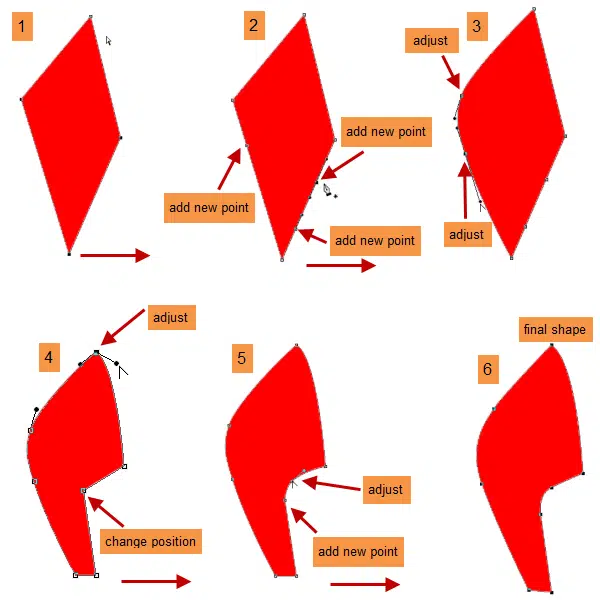 1
2
3
adjust
add new point
add new point
add new point
adjust
4
adjust
change position
5
adjust
add new point
final shape
6